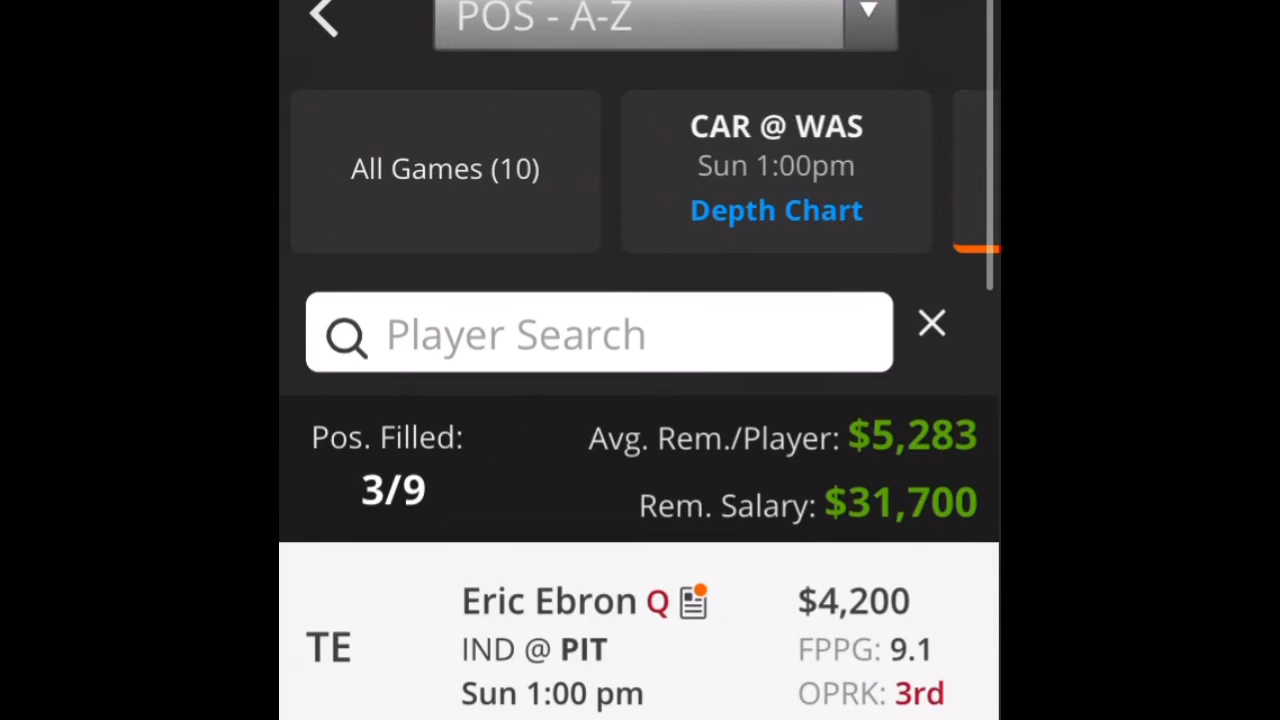 POS - A-Z
All Games (10)
CAR @ WAS
Sun 1:00pm
Depth Chart
Player Search
Pos. Filled:
3/9
Avg. Rem./Player: $5,283
Rem. Salary: $31,700
TE
Eric Ebron Q
IND @ PIT
Sun 1:00 pm
$4,200
FPPG: 9.1
OPRK: 3rd